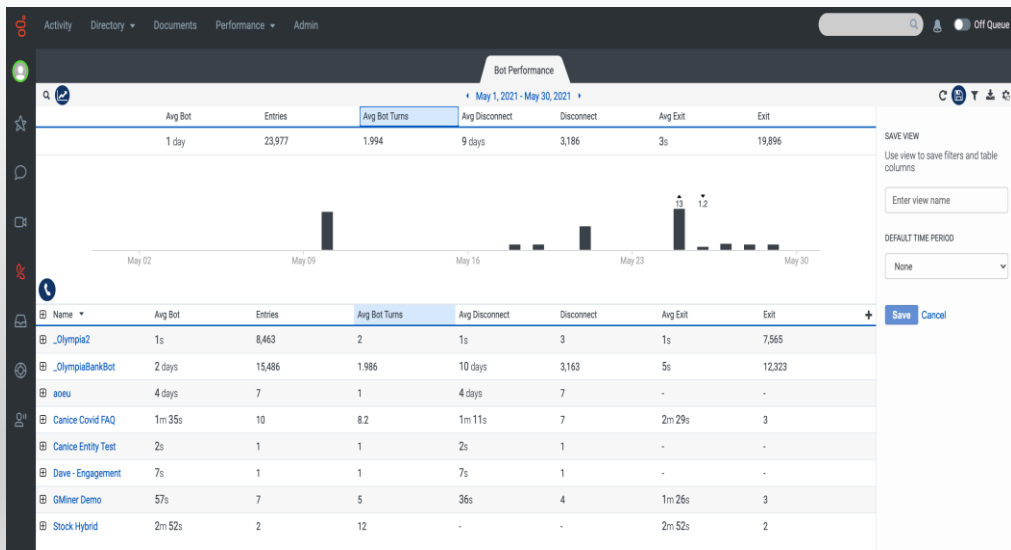 Activity Directory Documents Performance Admin Off Queue
Bot Performance
May 1, 2021 - May 30, 2021
Avg Bot Entries Avg Bot Turns Avg Disconnect Disconnect Avg Exit Exit
1 day 23,977 1.994 9 days 3,186 3s 19,896
13 1.2
May 02 May 09 May 16 May 23 May 30
Name Avg Bot Entries Avg Bot Turns Avg Disconnect Disconnect Avg Exit Exit
_Olympia2 1s 8,463 2 1s 3 1s 7,565
_OlympiaBankBot 2 days 15,486 1.986 10 days 3,163 5s 12,323
aoeu 4 days 7 1 4 days 7 - -
Canice Covid FAQ 1m 35s 10 8.2 1m 11s 7 2m 29s 3
Canice Entity Test 2s 1 1 2s 1 - -
Dave - Engagement 7s 1 1 7s 1 - -
GMiner Demo 57s 7 5 36s 4 1m 26s 3
Stock Hybrid 2m 52s 2 12 - - 2m 52s 2
SAVE VIEW
Use view to save filters and table
columns
Enter view name
DEFAULT TIME PERIOD
None
Save Cancel